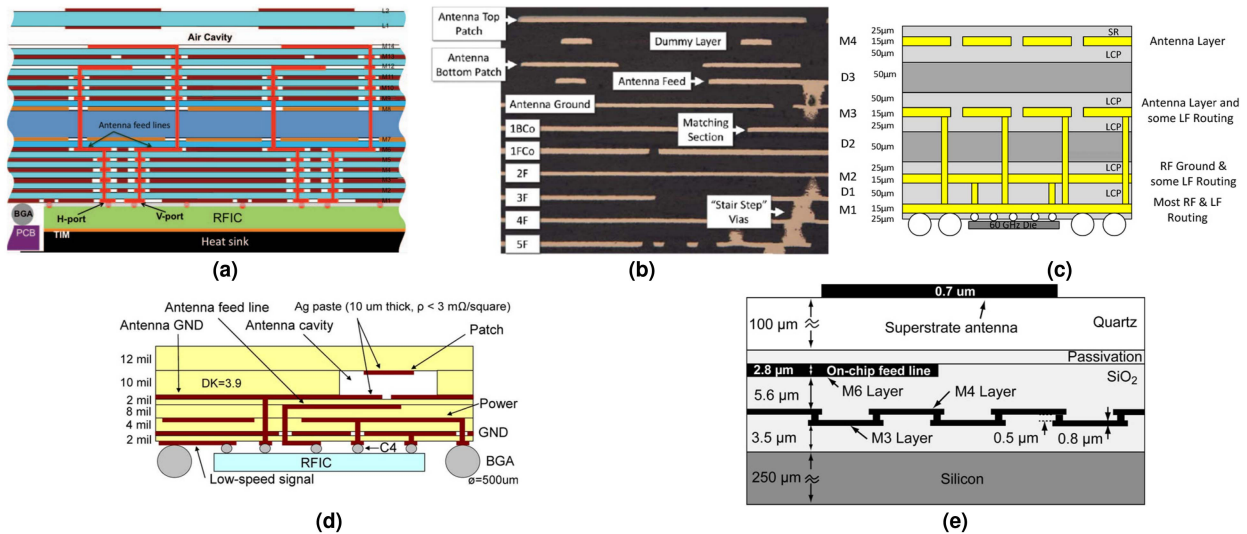 L2
L1
Air Cavity
M14
M12
M11
M10
M9
M8
M7
Antenna feed lines
H-port
V-port
BGA
RFIC
PCB
TIM
Heat sink
(a)
Antenna Top
Patch
Dummy Layer
Antenna
Bottom Patch
Antenna Feed
Antenna Ground
Matching
Section
1BCo
1FCo
2F
3F
"Stair Step"
Vias
4F
5F
(b)
25µm
SR
M4
15µm
Antenna Layer
50µm
LCP
D3
50µm
50µm
LCP
M3
15µm
Antenna Layer and
some LF Routing
25µm
LCP
D2
50µm
25µm
LCP
M2
15µm
RF Ground &
some LF Routing
D1
50µm
LCP
M1
15µm
Most RF & LF
Routing
25µm
60 GHz Die
(c)
Antenna feed line
Ag paste (10 um thick, ρ < 3 mΩ/square)
Antenna GND
Antenna cavity
Patch
12 mil
10 mil
DK=3.9
2 mil
8 mil
Power
4 mil
2 mil
GND
C4
RFIC
BGA
Low-speed signal
ø=500um
(d)
0.7 um
100 µm
Superstrate antenna
Quartz
Passivation
2.8 µm
On-chip feed line
SiO2
M6 Layer
M4 Layer
5.6 µm
3.5 µm
M3 Layer
0.5 µm
0.8 µm
250 µm
Silicon
(e)